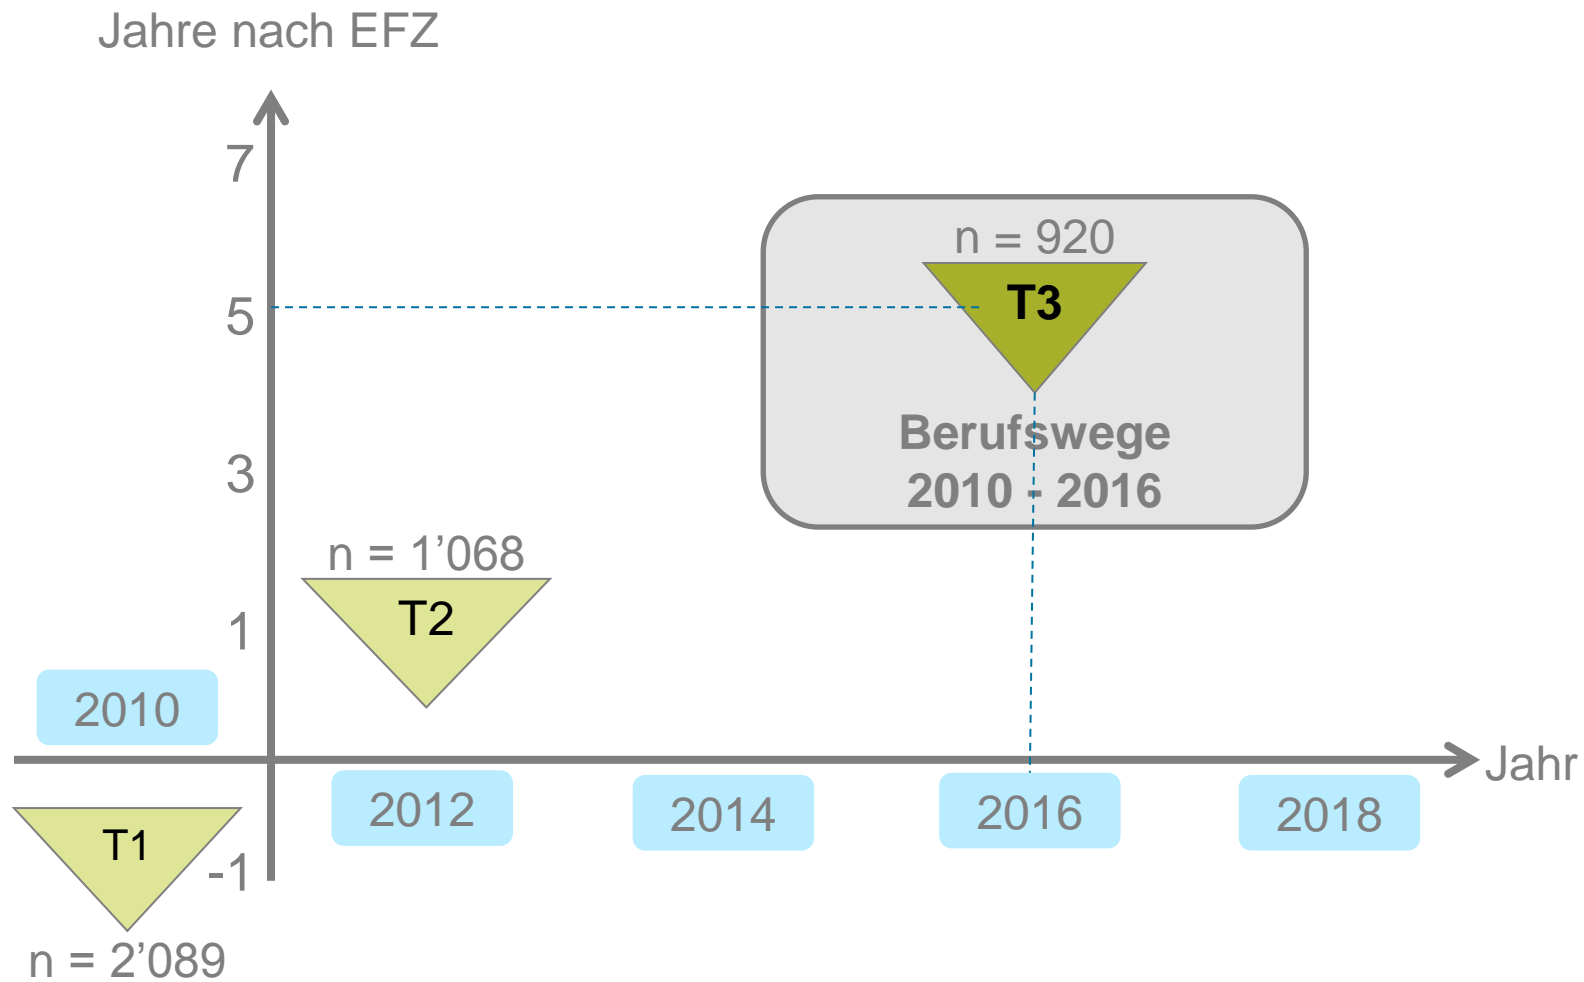 Jahre nach EFZ
7
n = 920
T3
5
Berufswege
2010 - 2016
3
n = 1’068
T2
1
2010
Jahr
2012
2014
2016
2018
T1
-1
n = 2’089